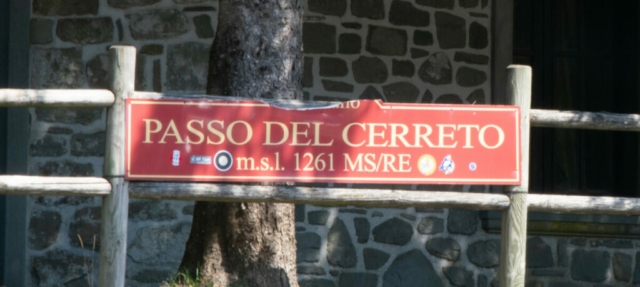 PASSO DEL CERRETO
m.s.l. 1261 MS/RE